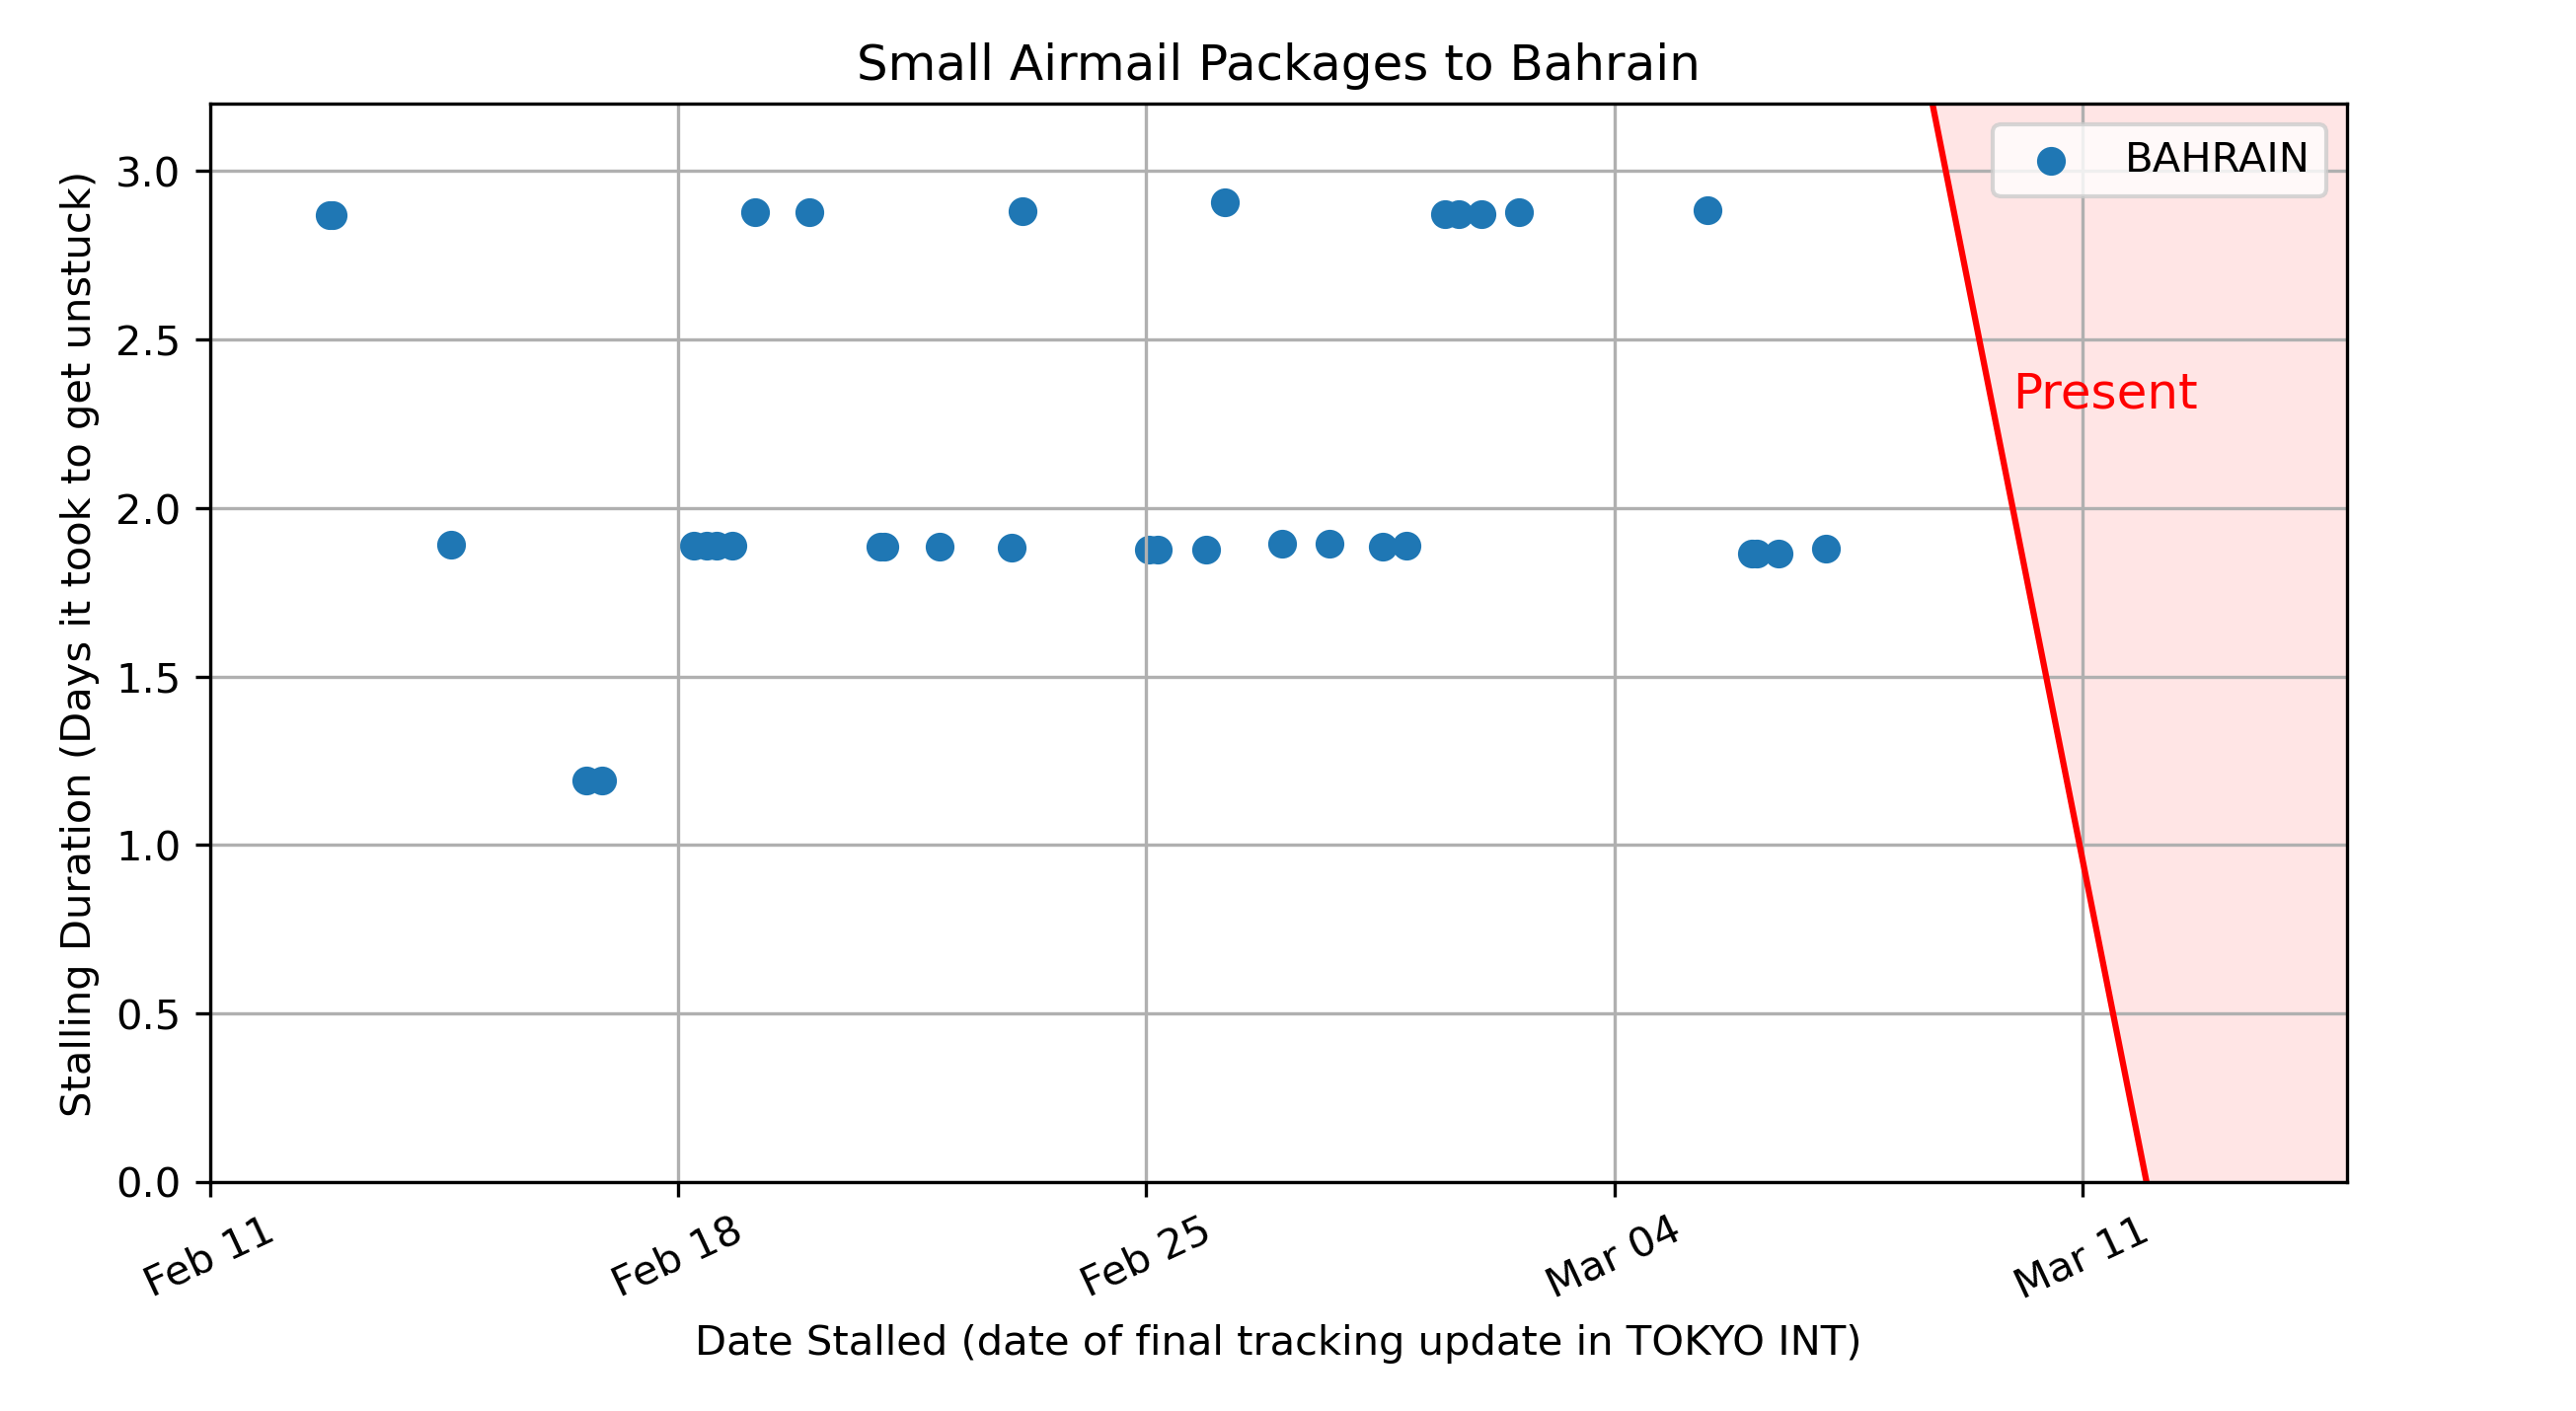 Small Airmail Packages to Bahrain
BAHRAIN
Present
Stalling Duration (Days it took to get unstuck)
3.0
2.5
2.0
1.5
1.0
0.5
0.0
Feb 11
Feb 18
Feb 25
Mar 04
Mar 11
Date Stalled (date of final tracking update in TOKYO INT)